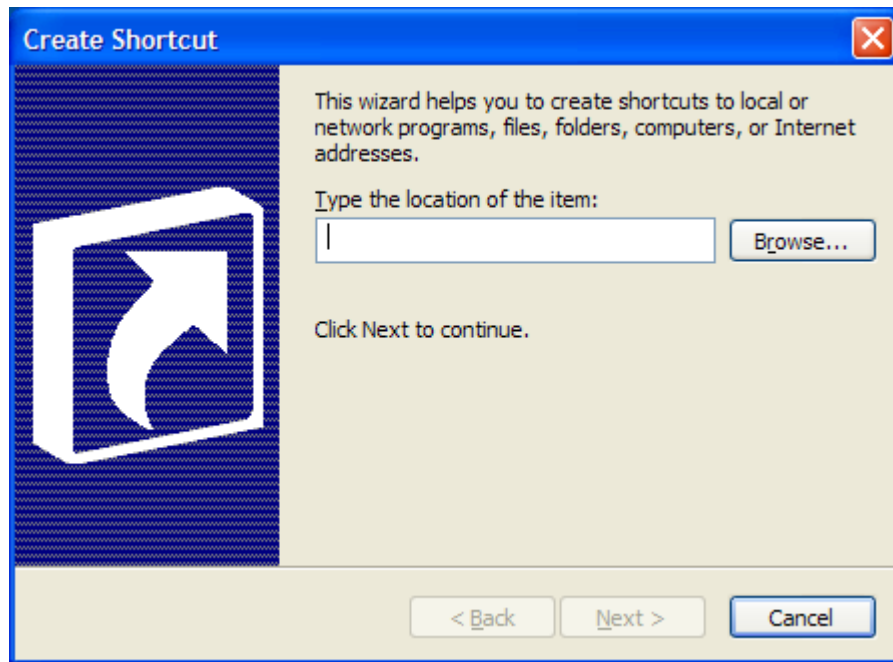 Create Shortcut
This wizard helps you to create shortcuts to local or
network programs, files, folders, computers, or Internet
addresses.
Type the location of the item:
Browse...
Click Next to continue.
< Back Next > Cancel